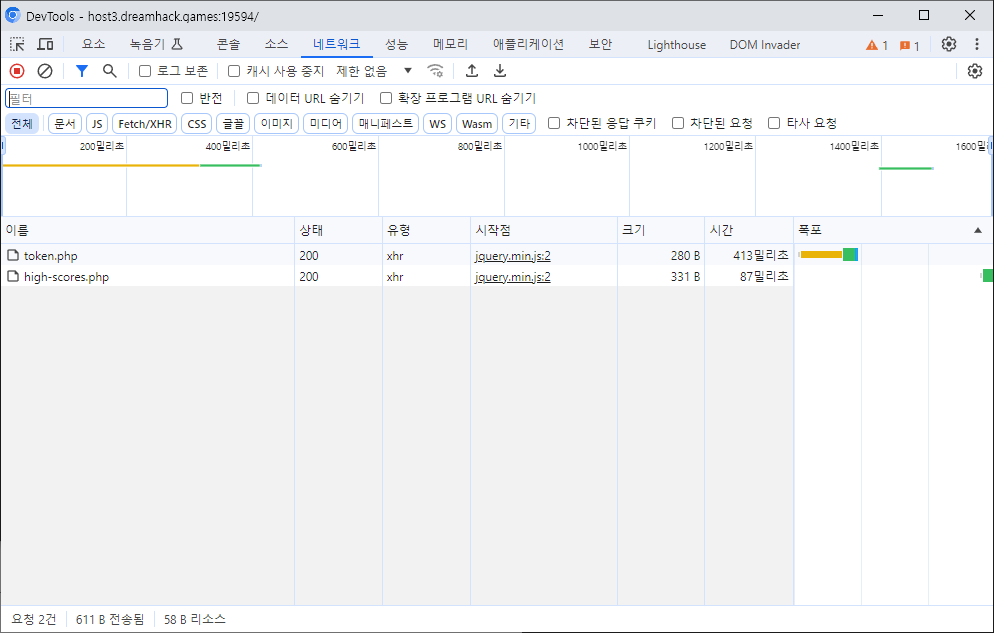 DevTools - host3.dreamhack.games:19594/
요소 녹음기 콘솔 소스 네트워크 성능 메모리 애플리케이션 보안 Lighthouse DOM Invader 1 1
로그 보존 캐시 사용 중지 제한 없음
필터 반전 데이터 URL 숨기기 확장 프로그램 URL 숨기기
전체 문서 JS Fetch/XHR CSS 글꼴 이미지 미디어 매니페스트 WS Wasm 기타 차단된 응답 쿠키 차단된 요청 타사 요청
200밀리초 400밀리초 600밀리초 800밀리초 1000밀리초 1200밀리초 1400밀리초
이름 상태 유형 시작점 크기 시간 폭포
token.php 200 xhr jquery.min.js:2 280 B 413밀리초
high-scores.php 200 xhr jquery.min.js:2 331 B 87밀리초
요청 2건 611 B 전송됨 58 B 리소스